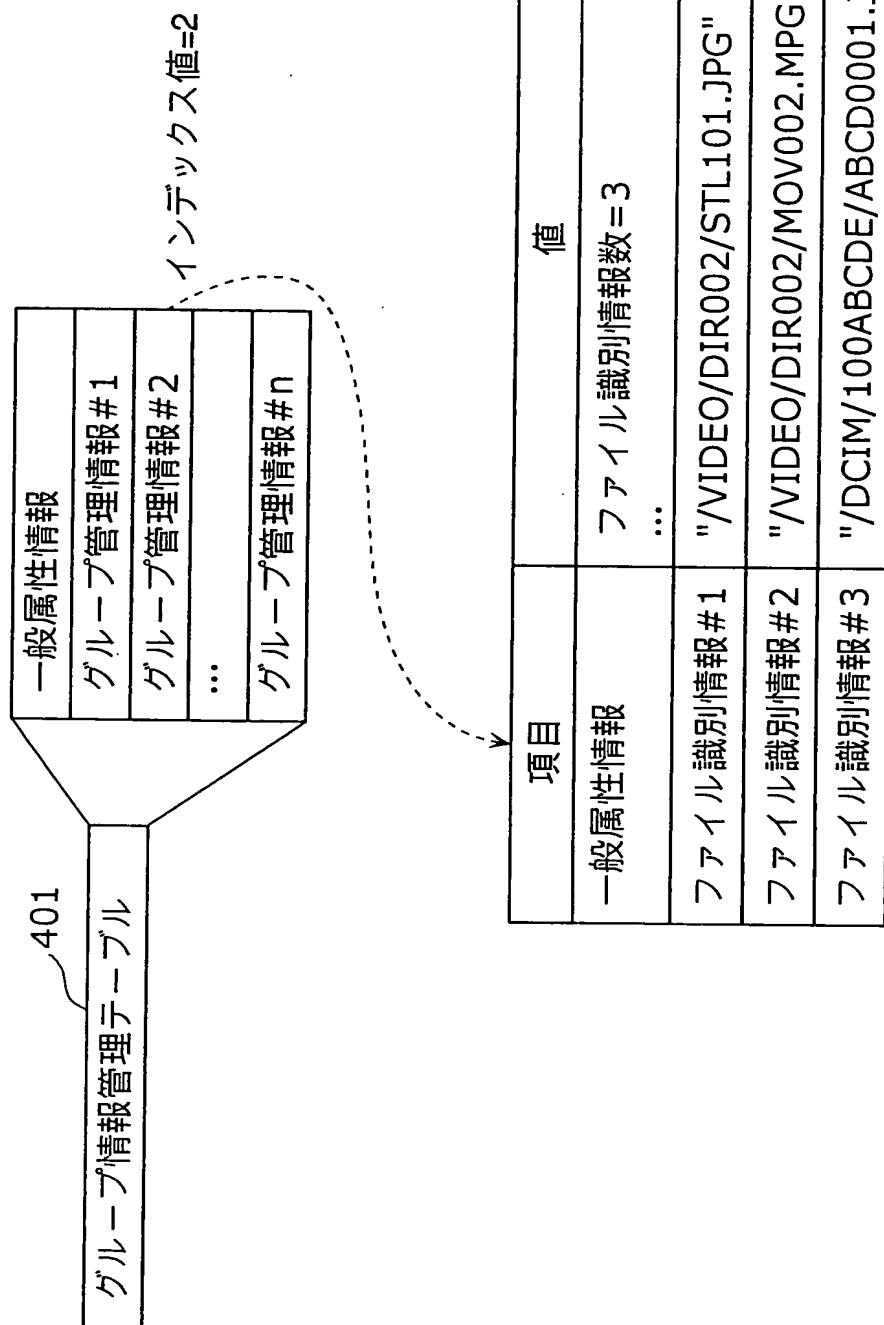 401
グループ情報管理テーブル
一般属性情報
グループ管理情報#1
グループ管理情報#2
...
グループ管理情報#n
インデックス値=2
項目 値
一般属性情報 ファイル識別情報数=3
...
ファイル識別情報#1 "/VIDEO/DIR002/STL101.JPG"
ファイル識別情報#2 "/VIDEO/DIR002/MOV002.MPG
ファイル識別情報#3 "/DCIM/100ABCDE/ABCD0001.